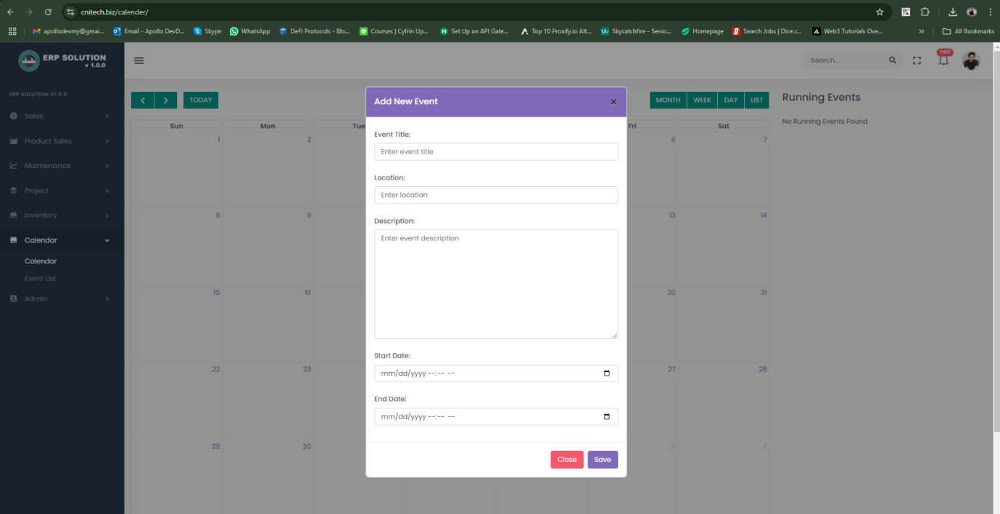 cnitech.biz/calender/
apollodevmy@gmai... Email - Apollo DevD... Skype WhatsApp DeFi Protocols - Blo... Courses | Cyfrin Up... Set Up an API Gate... Top 10 Proxify.io Alt... Skycatchfire - Senio... Homepage Search Jobs | Dice.c... Web3 Tutorials Ove... » All Bookmarks
ERP SOLUTION
v 1.0.0
Search...
7412
ERP SOLUTION V1.0.0
Sales
Product Sales
Maintenance
Project
Inventory
Calendar
Calendar
Event List
Admin
TODAY
MONTH WEEK DAY LIST
Sun Mon Tue Fri Sat
1 2 6 7
8 9 13 14
15 16 20 21
22 23 27 28
29 30 3 4
Running Events
No Running Events Found
Add New Event ×
Event Title:
Enter event title
Location:
Enter location
Description:
Enter event description
Start Date:
mm/dd/yyyy --:-- --
End Date:
mm/dd/yyyy --:-- --
Close Save